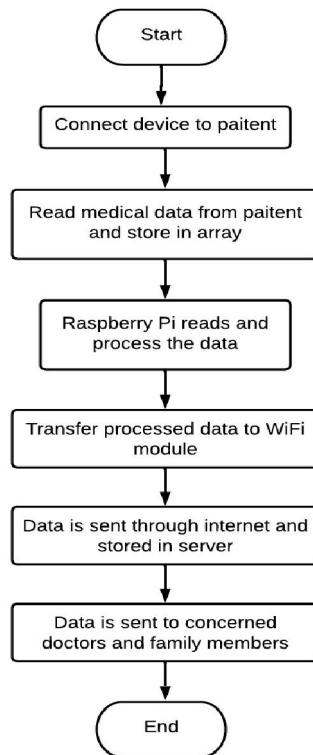 Start
Connect device to paitent
Read medical data from paitent
and store in array
Raspberry Pi reads and
process the data
Transfer processed data to WiFi
module
Data is sent through internet and
stored in server
Data is sent to concerned
doctors and family members
End